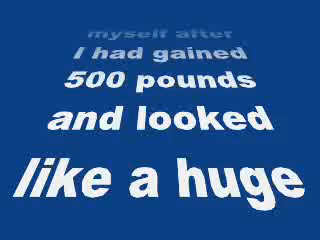 myself after
I had gained
500 pounds
and looked
like a huge